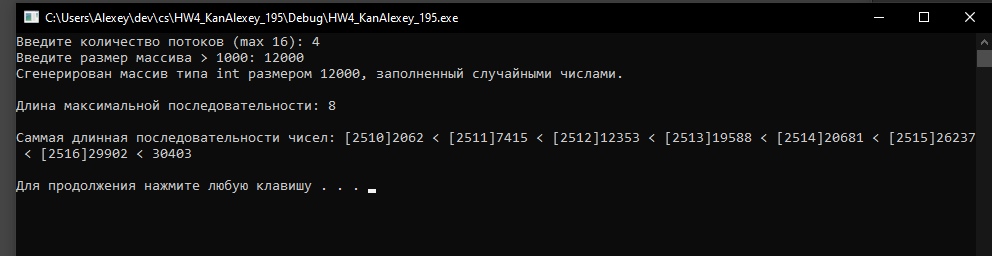 C:\Users\Alexey\dev\cs\HW4_KanAlexey_195\Debug\HW4_KanAlexey_195.exe
Введите количество потоков (max 16): 4
Введите размер массива > 1000: 12000
Сгенерирован массив типа int размером 12000, заполненный случайными числами.
Длина максимальной последовательности: 8
Саммая длинная последовательности чисел: [2510]2062 < [2511]7415 < [2512]12353 < [2513]19588 < [2514]20681 < [2515]26237
< [2516]29902 < 30403
Для продолжения нажмите любую клавишу . . .